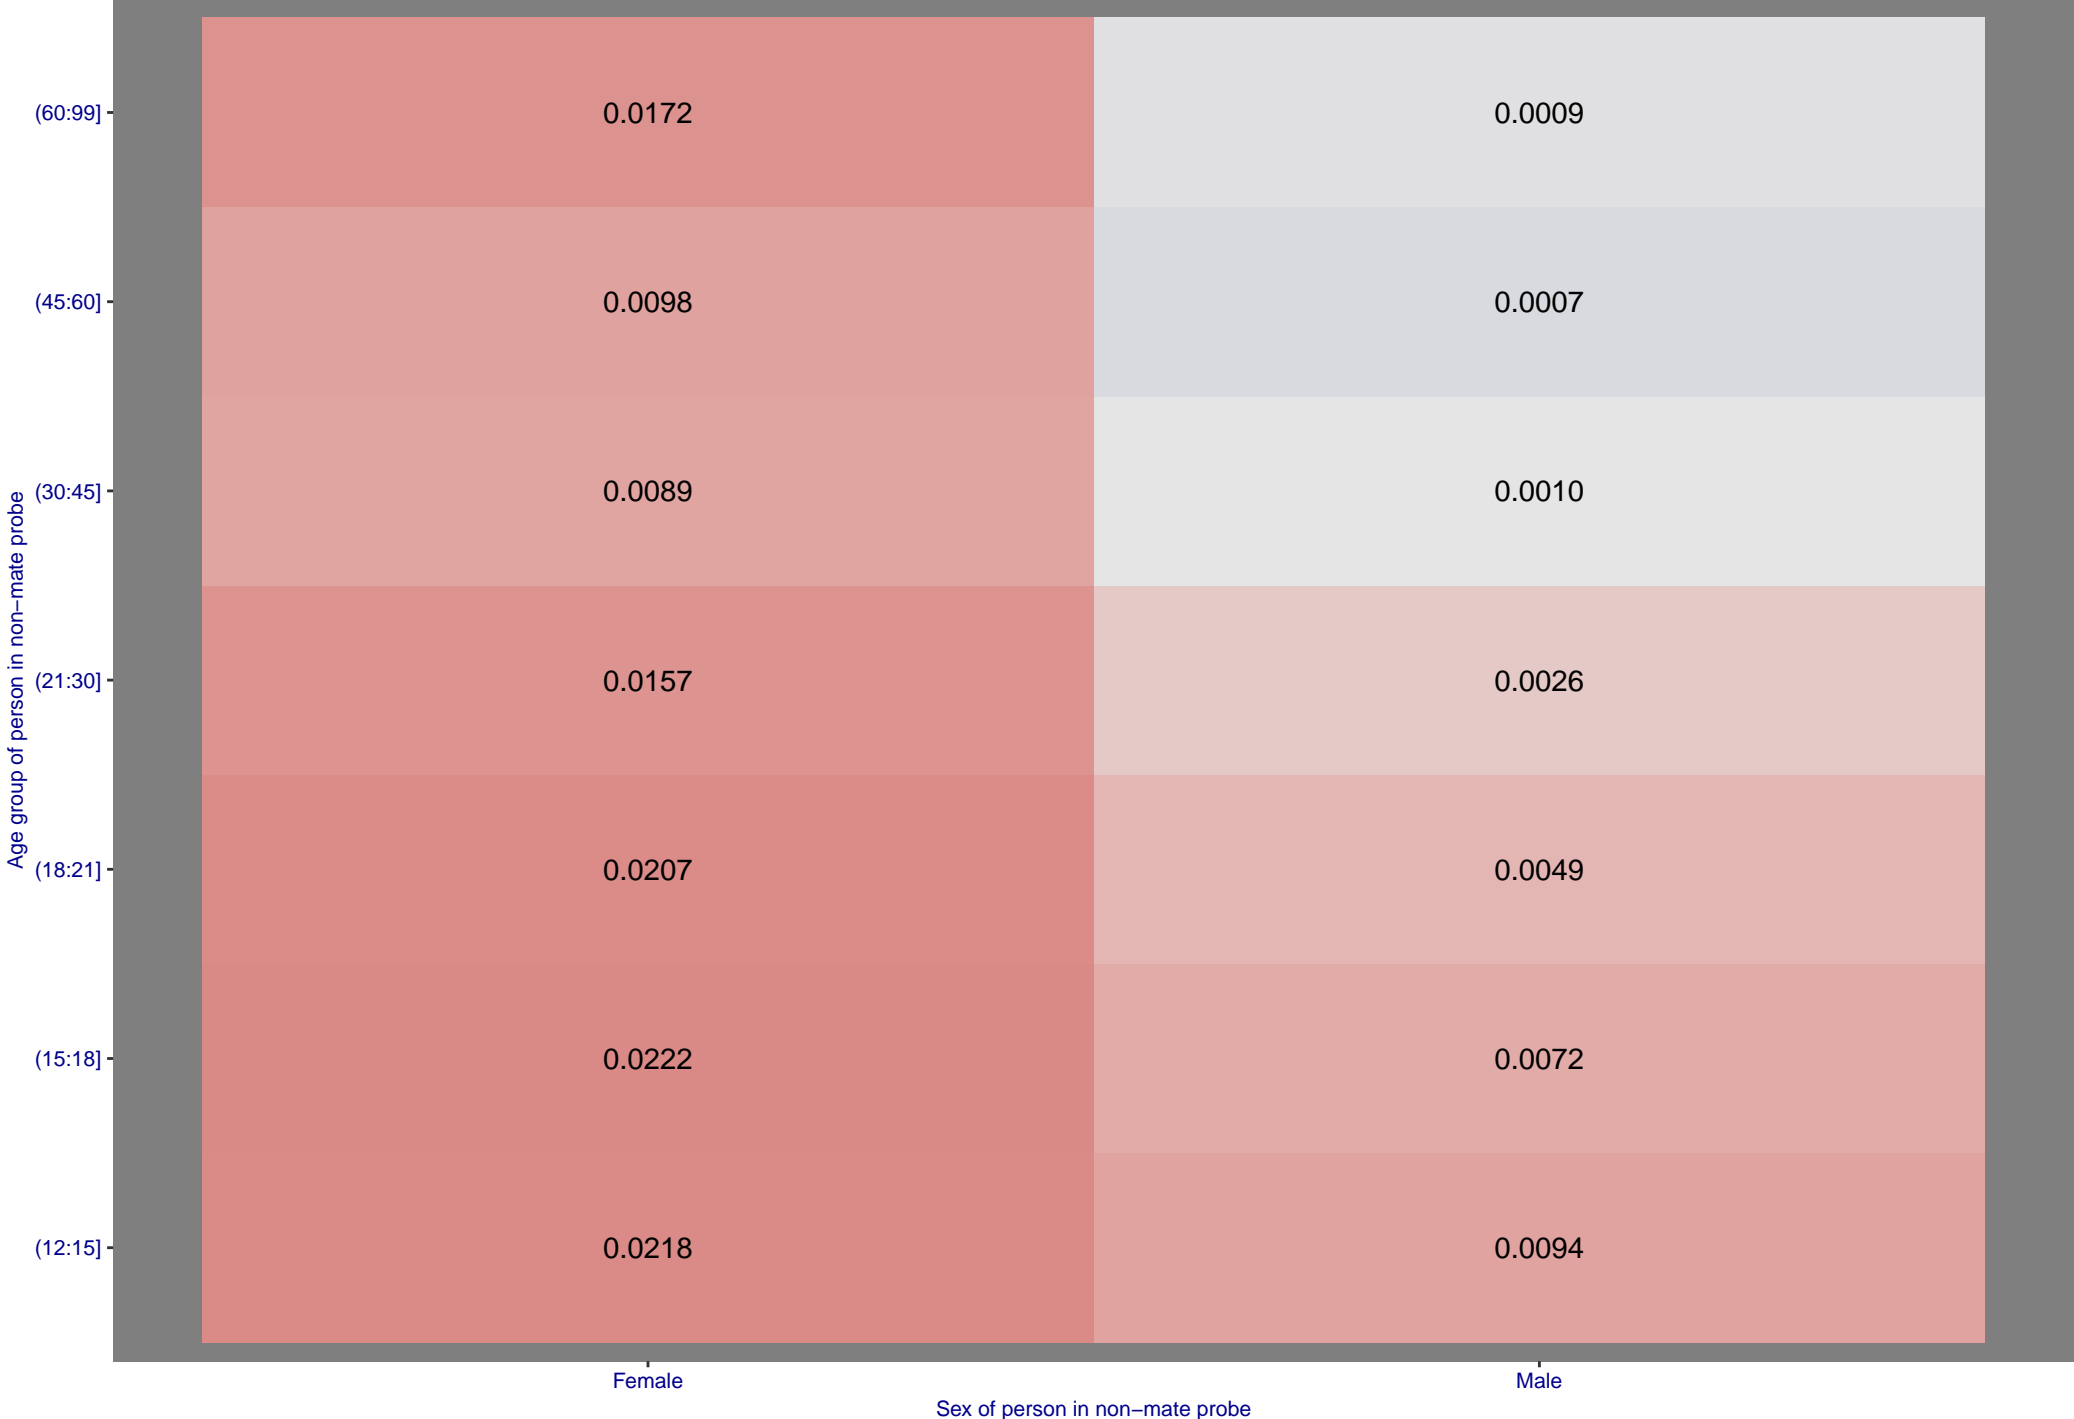 (60:99] 0.0172 0.0009
(45:60] 0.0098 0.0007
(30:45] 0.0089 0.0010
(21:30] 0.0157 0.0026
(18:21] 0.0207 0.0049
(15:18] 0.0222 0.0072
(12:15] 0.0218 0.0094
Age group of person in non−mate probe
Female Male
Sex of person in non−mate probe